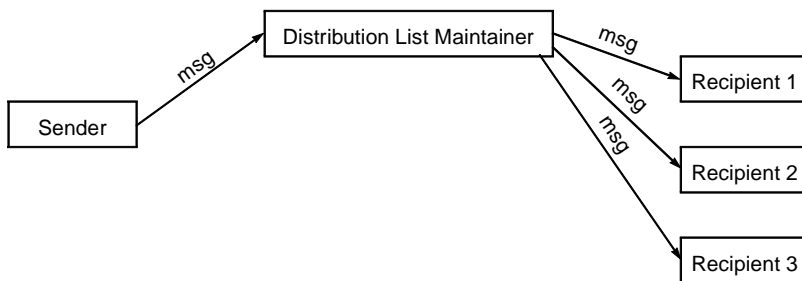 Distribution List Maintainer
msg
msg
Recipient 1
msg
Sender
msg
Recipient 2
Recipient 3